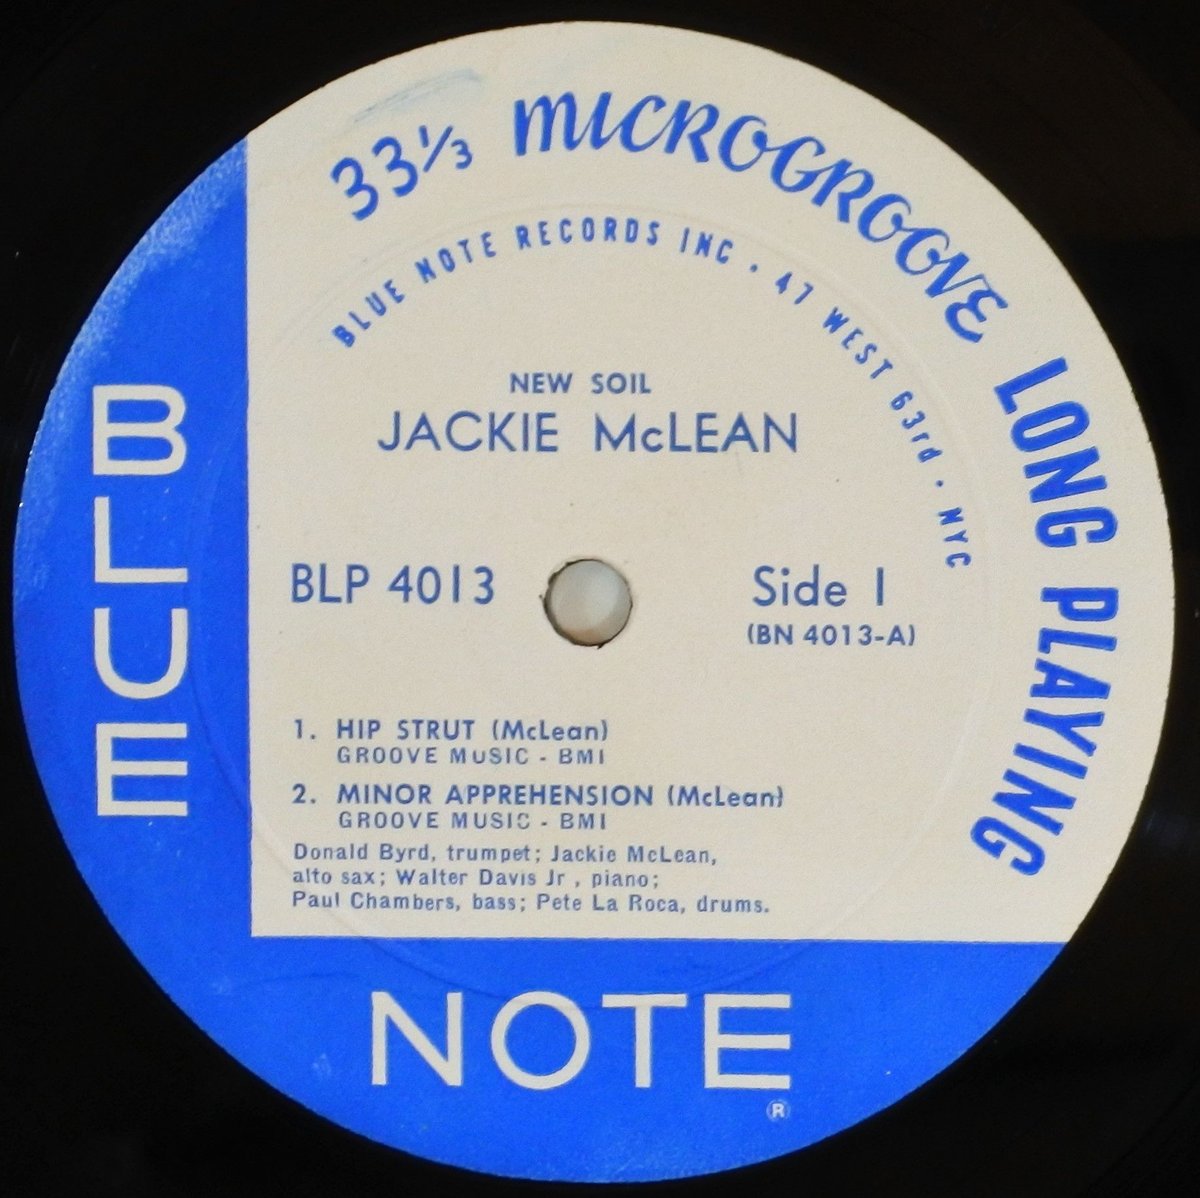 33⅓ MICROGROOVE LONG PLAYING
BLUE NOTE RECORDS INC · 47 WEST 63rd · NYC
NEW SOIL
JACKIE McLEAN
BLP 4013
Side 1
(BN 4013-A)
1. HIP STRUT (McLean)
GROOVE MUSIC - BMI
2. MINOR APPREHENSION (McLean)
GROOVE MUSIC - BMI
Donald Byrd, trumpet; Jackie McLean,
alto sax; Walter Davis Jr , piano;
Paul Chambers, bass; Pete La Roca, drums.
BLUE
NOTE
®